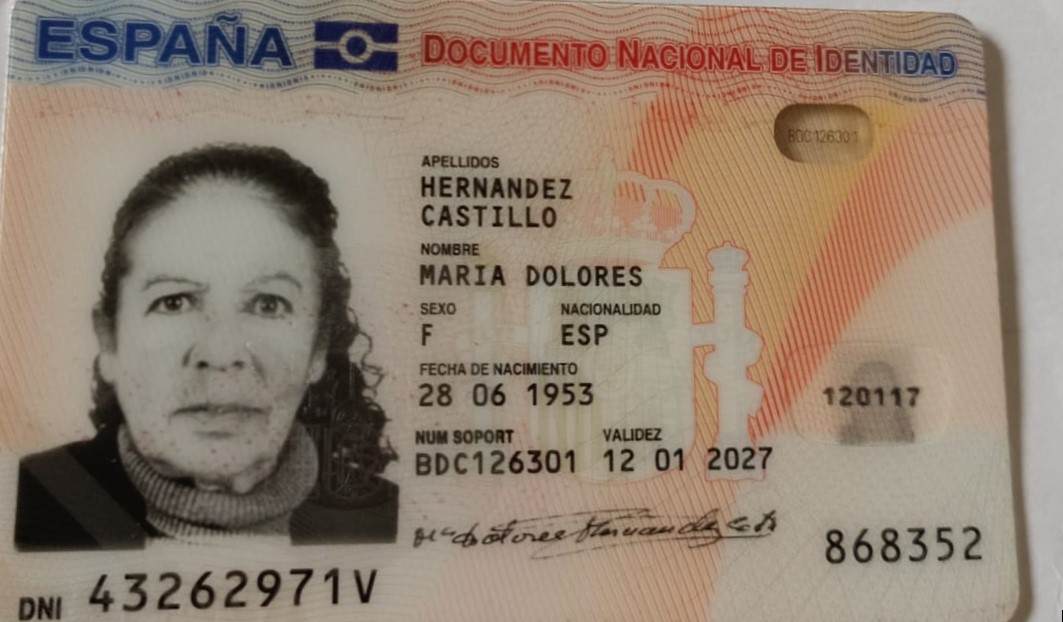 ESPAÑA DOCUMENTO NACIONAL DE IDENTIDAD
BDC126301
APELLIDOS
HERNANDEZ
CASTILLO
NOMBRE
MARIA DOLORES
SEXO NACIONALIDAD
F ESP
FECHA DE NACIMIENTO
28 06 1953
120117
NUM SOPORT VALIDEZ
BDC126301 12 01 2027
Mª Dolores Hernandez
868352
DNI 43262971V